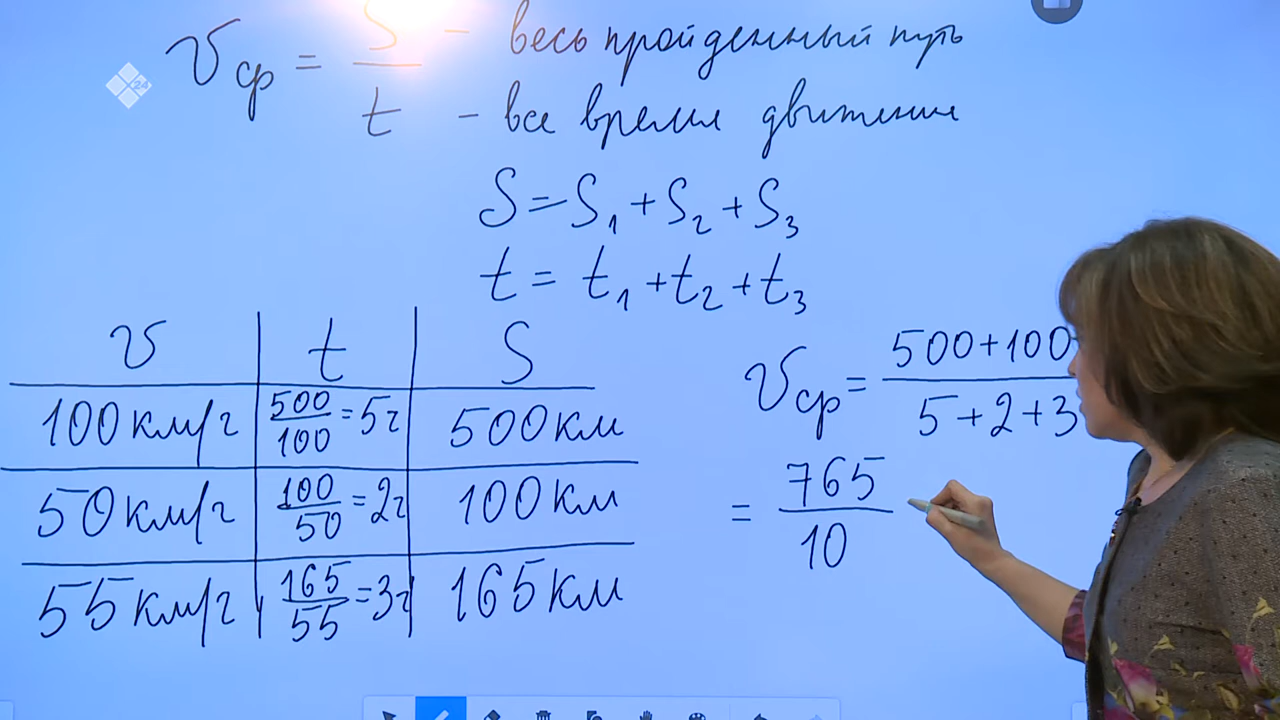 vср = S/t – весь пройденный путь
– все время движения
S = S₁ + S₂ + S₃
t = t₁ + t₂ + t₃
v t S
100 км/ч 500/100 = 5ч 500 км
50 км/ч 100/50 = 2ч 100 км
55 км/ч 165/55 = 3ч 165 км
vср = 500+100 / 5+2+3
= 765/10
24